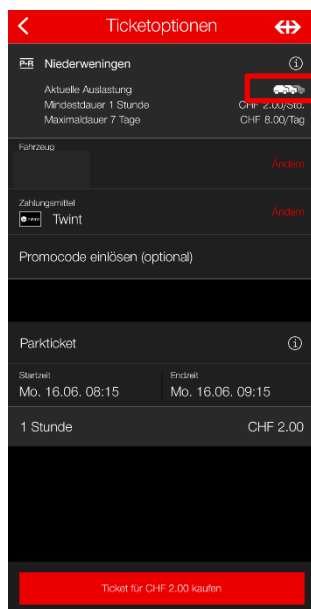 Ticketoptionen
P+R Niederweningen
Aktuelle Auslastung
Mindestdauer 1 Stunde CHF 2.00/Std.
Maximaldauer 7 Tage CHF 8.00/Tag
Fahrzeug
Ändern
Zahlungsmittel
Twint
Ändern
Promocode einlösen (optional)
Parkticket
Startzeit Endzeit
Mo. 16.06. 08:15 Mo. 16.06. 09:15
1 Stunde CHF 2.00
Ticket für CHF 2.00 kaufen